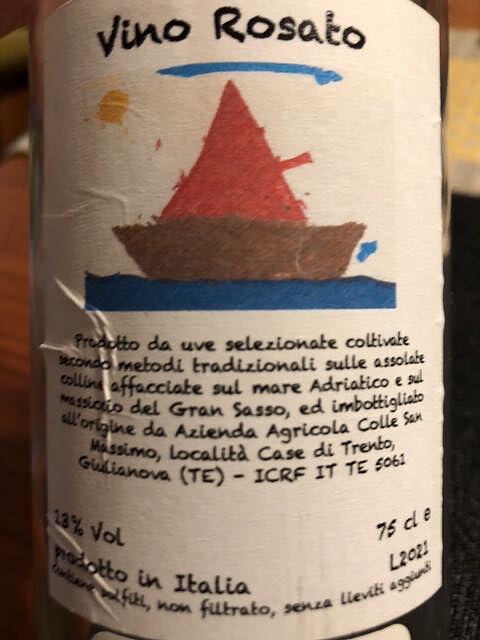 Vino Rosato
Prodotto da uve selezionate coltivate
secondo metodi tradizionali sulle assolate
colline affacciate sul mare Adriatico e sul
massiccio del Gran Sasso, ed imbottigliato
all'origine da Azienda Agricola Colle San
Massimo, località Case di Trento,
Giulianova (TE) - ICRF IT TE 5061
13% Vol
75 cl e
prodotto in Italia
L2021
Contiene solfiti, non filtrato, senza lieviti aggiunti